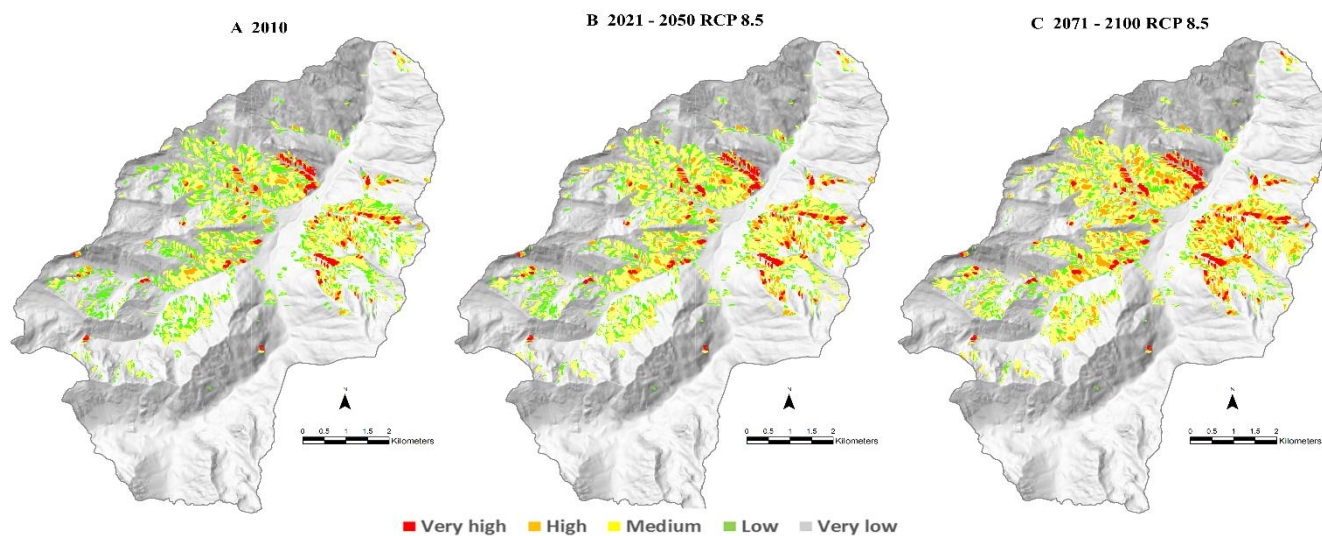 A 2010
B 2021 - 2050 RCP 8.5
C 2071 - 2100 RCP 8.5
N
0 0.5 1 1.5 2
Kilometers
N
0 0.5 1 1.5 2
Kilometers
N
0 0.5 1 1.5 2
Kilometers
Very high High Medium Low Very low